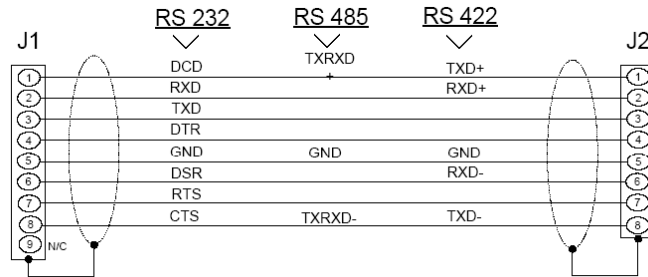 RS 232 RS 485 RS 422
J1 J2
1 DCD TXRXD + TXD+ 1
2 RXD RXD+ 2
3 TXD 3
4 DTR 4
5 GND GND GND 5
6 DSR RXD- 6
7 RTS 7
8 CTS TXRXD- TXD- 8
9 N/C